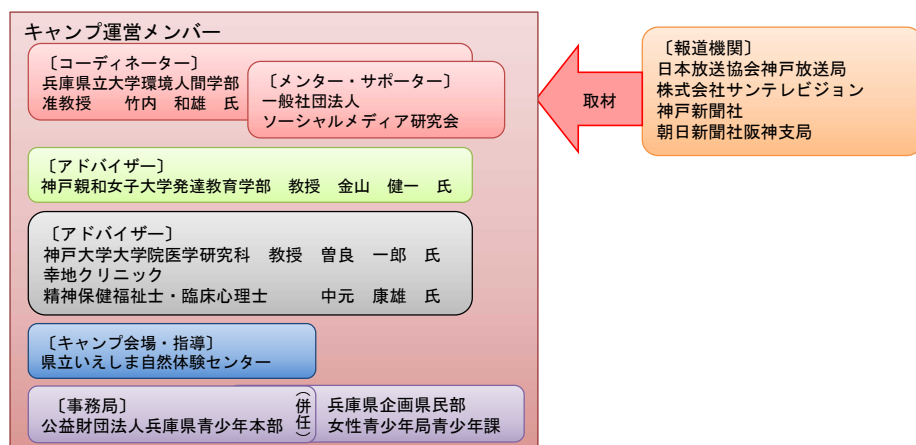 キャンプ運営メンバー
〔コーディネーター〕
兵庫県立大学環境人間学部
准教授　竹内　和雄　氏
〔メンター・サポーター〕
一般社団法人
ソーシャルメディア研究会
〔アドバイザー〕
神戸親和女子大学発達教育学部　教授　金山　健一　氏
〔アドバイザー〕
神戸大学大学院医学研究科　教授　曽良　一郎　氏
幸地クリニック
精神保健福祉士・臨床心理士　　　中元　康雄　氏
〔キャンプ会場・指導〕
県立いえしま自然体験センター
〔事務局〕
公益財団法人兵庫県青少年本部
（併任）
兵庫県企画県民部
女性青少年局青少年課
取材
〔報道機関〕
日本放送協会神戸放送局
株式会社サンテレビジョン
神戸新聞社
朝日新聞社阪神支局